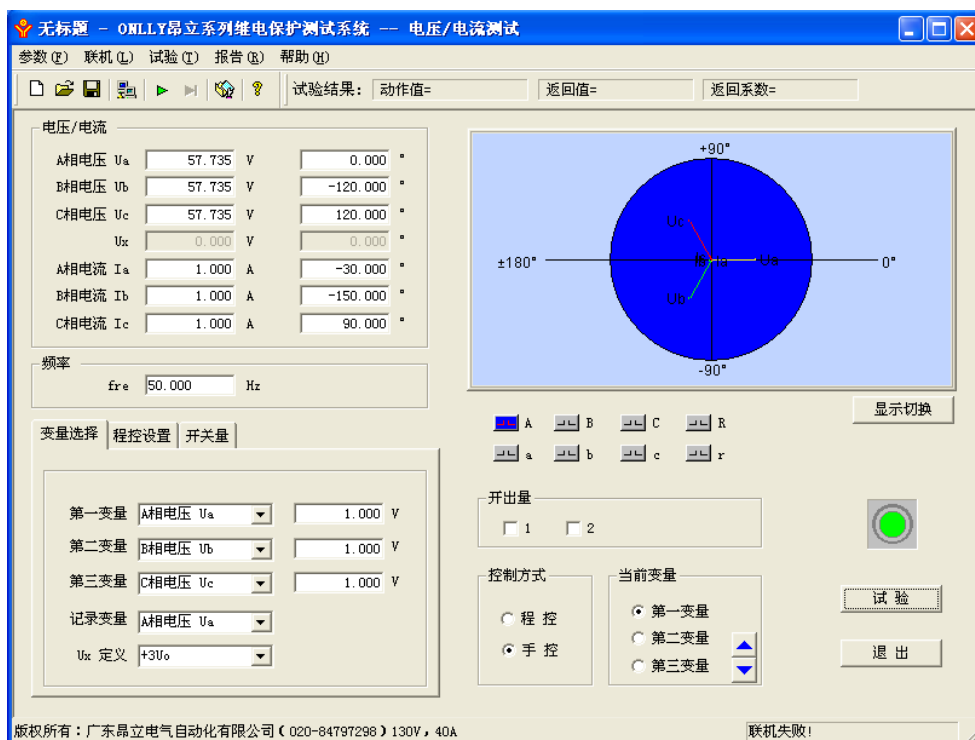 无标题 - ONLLY昂立系列继电保护测试系统 -- 电压/电流测试
参数(F) 联机(L) 试验(T) 报告(R) 帮助(H)
试验结果: 动作值= 返回值= 返回系数=
电压/电流
A相电压 Ua 57.735 V 0.000 °
B相电压 Ub 57.735 V -120.000 °
C相电压 Uc 57.735 V 120.000 °
Ux 0.000 V 0.000 °
A相电流 Ia 1.000 A -30.000 °
B相电流 Ib 1.000 A -150.000 °
C相电流 Ic 1.000 A 90.000 °
+90°
Uc
±180° Ua 0°
Ub
-90°
频率
fre 50.000 Hz
显示切换
A B C R
a b c r
变量选择 程控设置 开关量
第一变量 A相电压 Ua 1.000 V
第二变量 B相电压 Ub 1.000 V
第三变量 C相电压 Uc 1.000 V
记录变量 A相电压 Ua
Ux 定义 +3Uo
开出量
1 2
控制方式
程 控
手 控
当前变量
第一变量
第二变量
第三变量
试 验
退 出
版权所有:广东昂立电气自动化有限公司(020-84797298)130V,40A
联机失败!